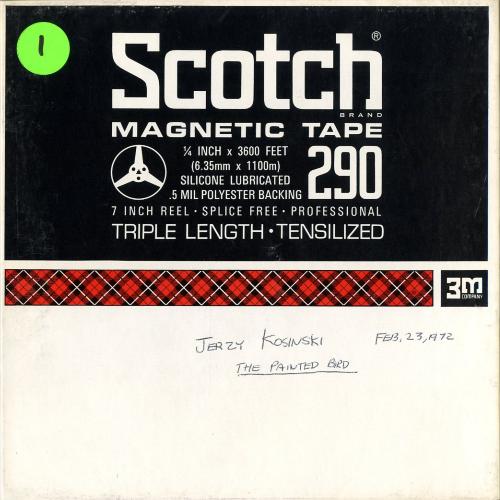 1
Scotch®
BRAND
MAGNETIC TAPE
¼ INCH x 3600 FEET
(6.35mm x 1100m)
SILICONE LUBRICATED
.5 MIL POLYESTER BACKING
290
7 INCH REEL · SPLICE FREE · PROFESSIONAL
TRIPLE LENGTH · TENSILIZED
3M
COMPANY
JERZY KOSINSKI FEB, 23, 1972
THE PAINTED BIRD